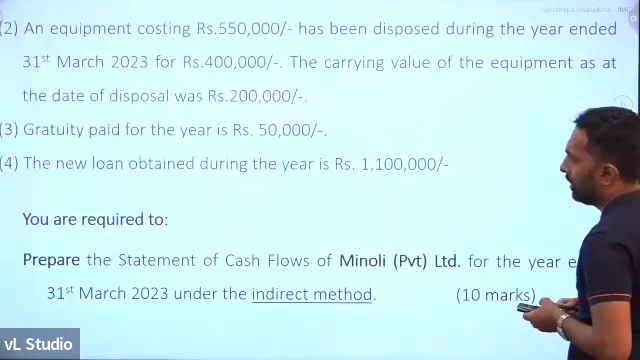 Sandeepa Jayasekera JMC
(2) An equipment costing Rs.550,000/- has been disposed during the year ended
31st March 2023 for Rs.400,000/-. The carrying value of the equipment as at
the date of disposal was Rs.200,000/-.
(3) Gratuity paid for the year is Rs. 50,000/-.
(4) The new loan obtained during the year is Rs. 1,100,000/-
You are required to:
Prepare the Statement of Cash Flows of Minoli (Pvt) Ltd. for the year e
31st March 2023 under the indirect method. (10 marks)
vL Studio